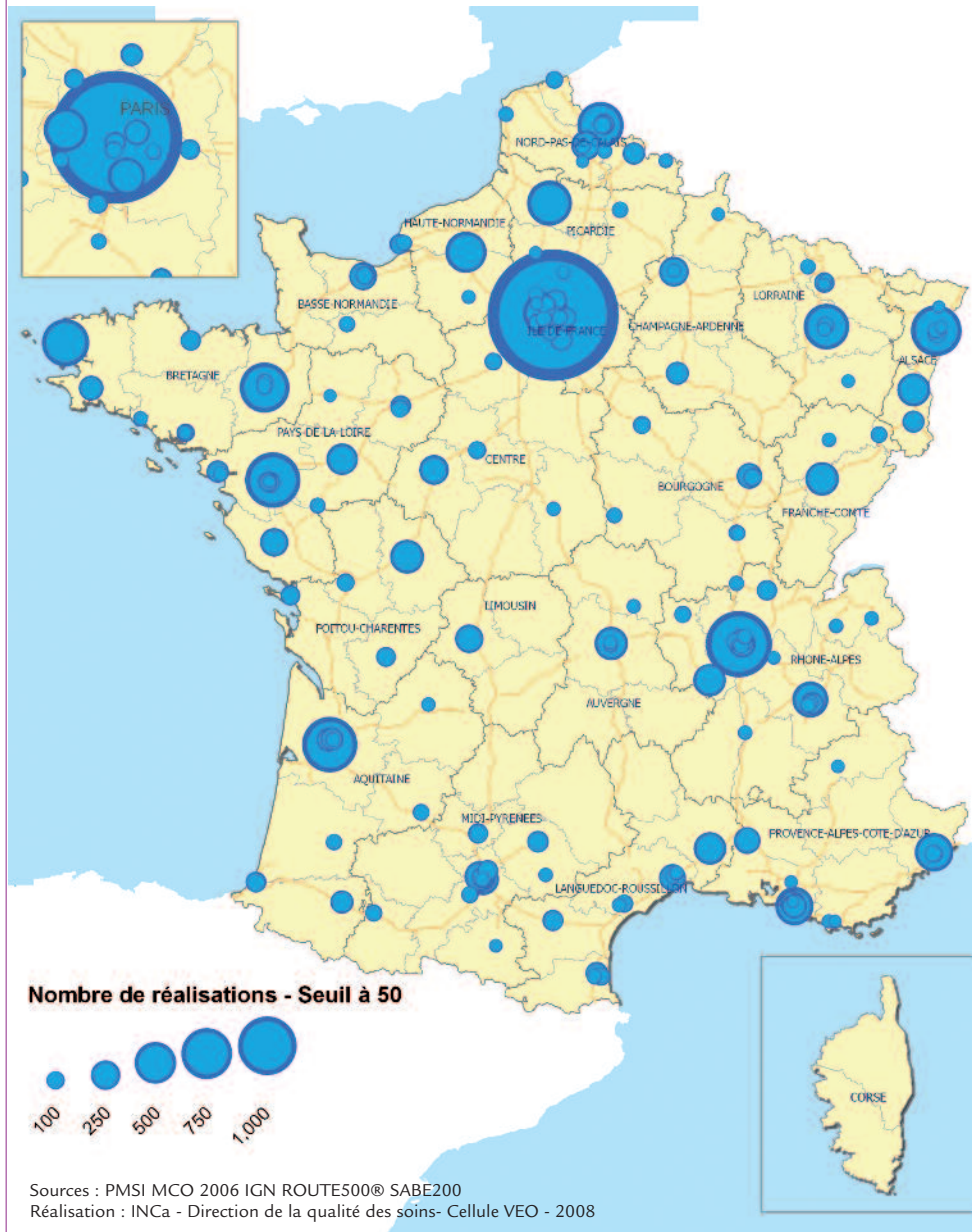 PARIS
NORD-PAS-DE-CALAIS
HAUTE-NORMANDIE
PICARDIE
BASSE-NORMANDIE
ILE-DE-FRANCE
CHAMPAGNE-ARDENNE
LORRAINE
ALSACE
BRETAGNE
PAYS-DE-LA-LOIRE
CENTRE
BOURGOGNE
FRANCHE-COMTE
POITOU-CHARENTES
LIMOUSIN
AUVERGNE
RHONE-ALPES
AQUITAINE
MIDI-PYRENEES
PROVENCE-ALPES-COTE-D'AZUR
LANGUEDOC-ROUSSILLON
CORSE
Nombre de réalisations - Seuil à 50
100 250 500 750 1,000
Sources : PMSI MCO 2006 IGN ROUTE500® SABE200
Réalisation : INCa - Direction de la qualité des soins- Cellule VEO - 2008